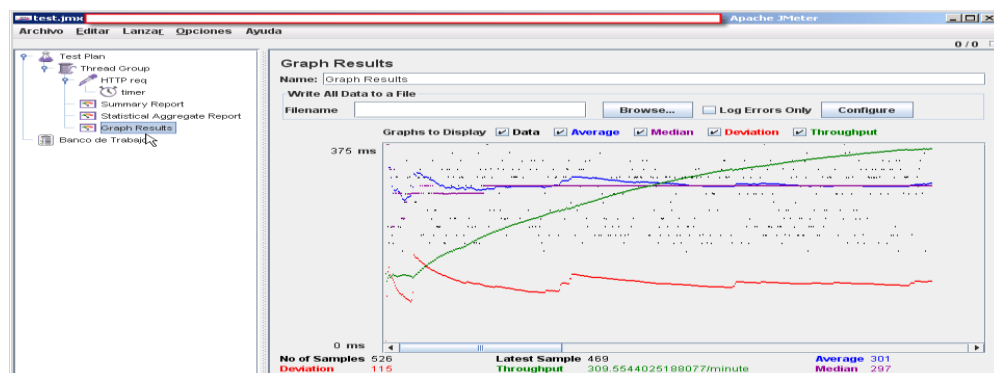 test.jmx Apache JMeter
Archivo Editar Lanzar Opciones Ayuda
0 / 0
Test Plan
Thread Group
HTTP req
timer
Summary Report
Statistical Aggregate Report
Graph Results
Banco de Trabajo
Graph Results
Name: Graph Results
Write All Data to a File
Filename Browse... Log Errors Only Configure
Graphs to Display Data Average Median Deviation Throughput
375 ms
0 ms
No of Samples 526 Latest Sample 469 Average 301
Deviation 115 Throughput 309.5544025188077/minute Median 297